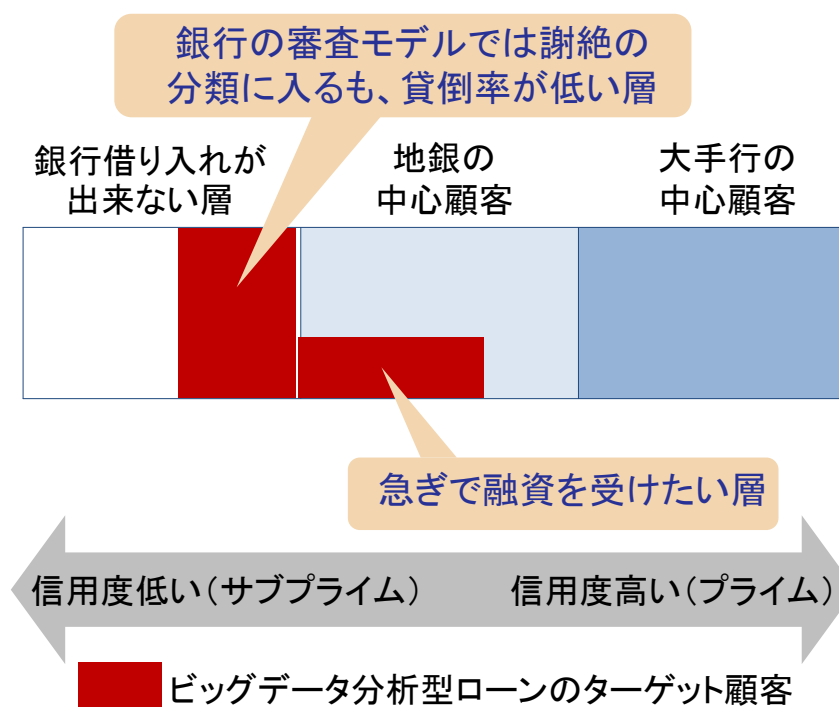 銀行の審査モデルでは謝絶の
分類に入るも、貸倒率が低い層
銀行借り入れが
出来ない層
地銀の
中心顧客
大手行の
中心顧客
急ぎで融資を受けたい層
信用度低い（サブプライム）
信用度高い（プライム）
ビッグデータ分析型ローンのターゲット顧客